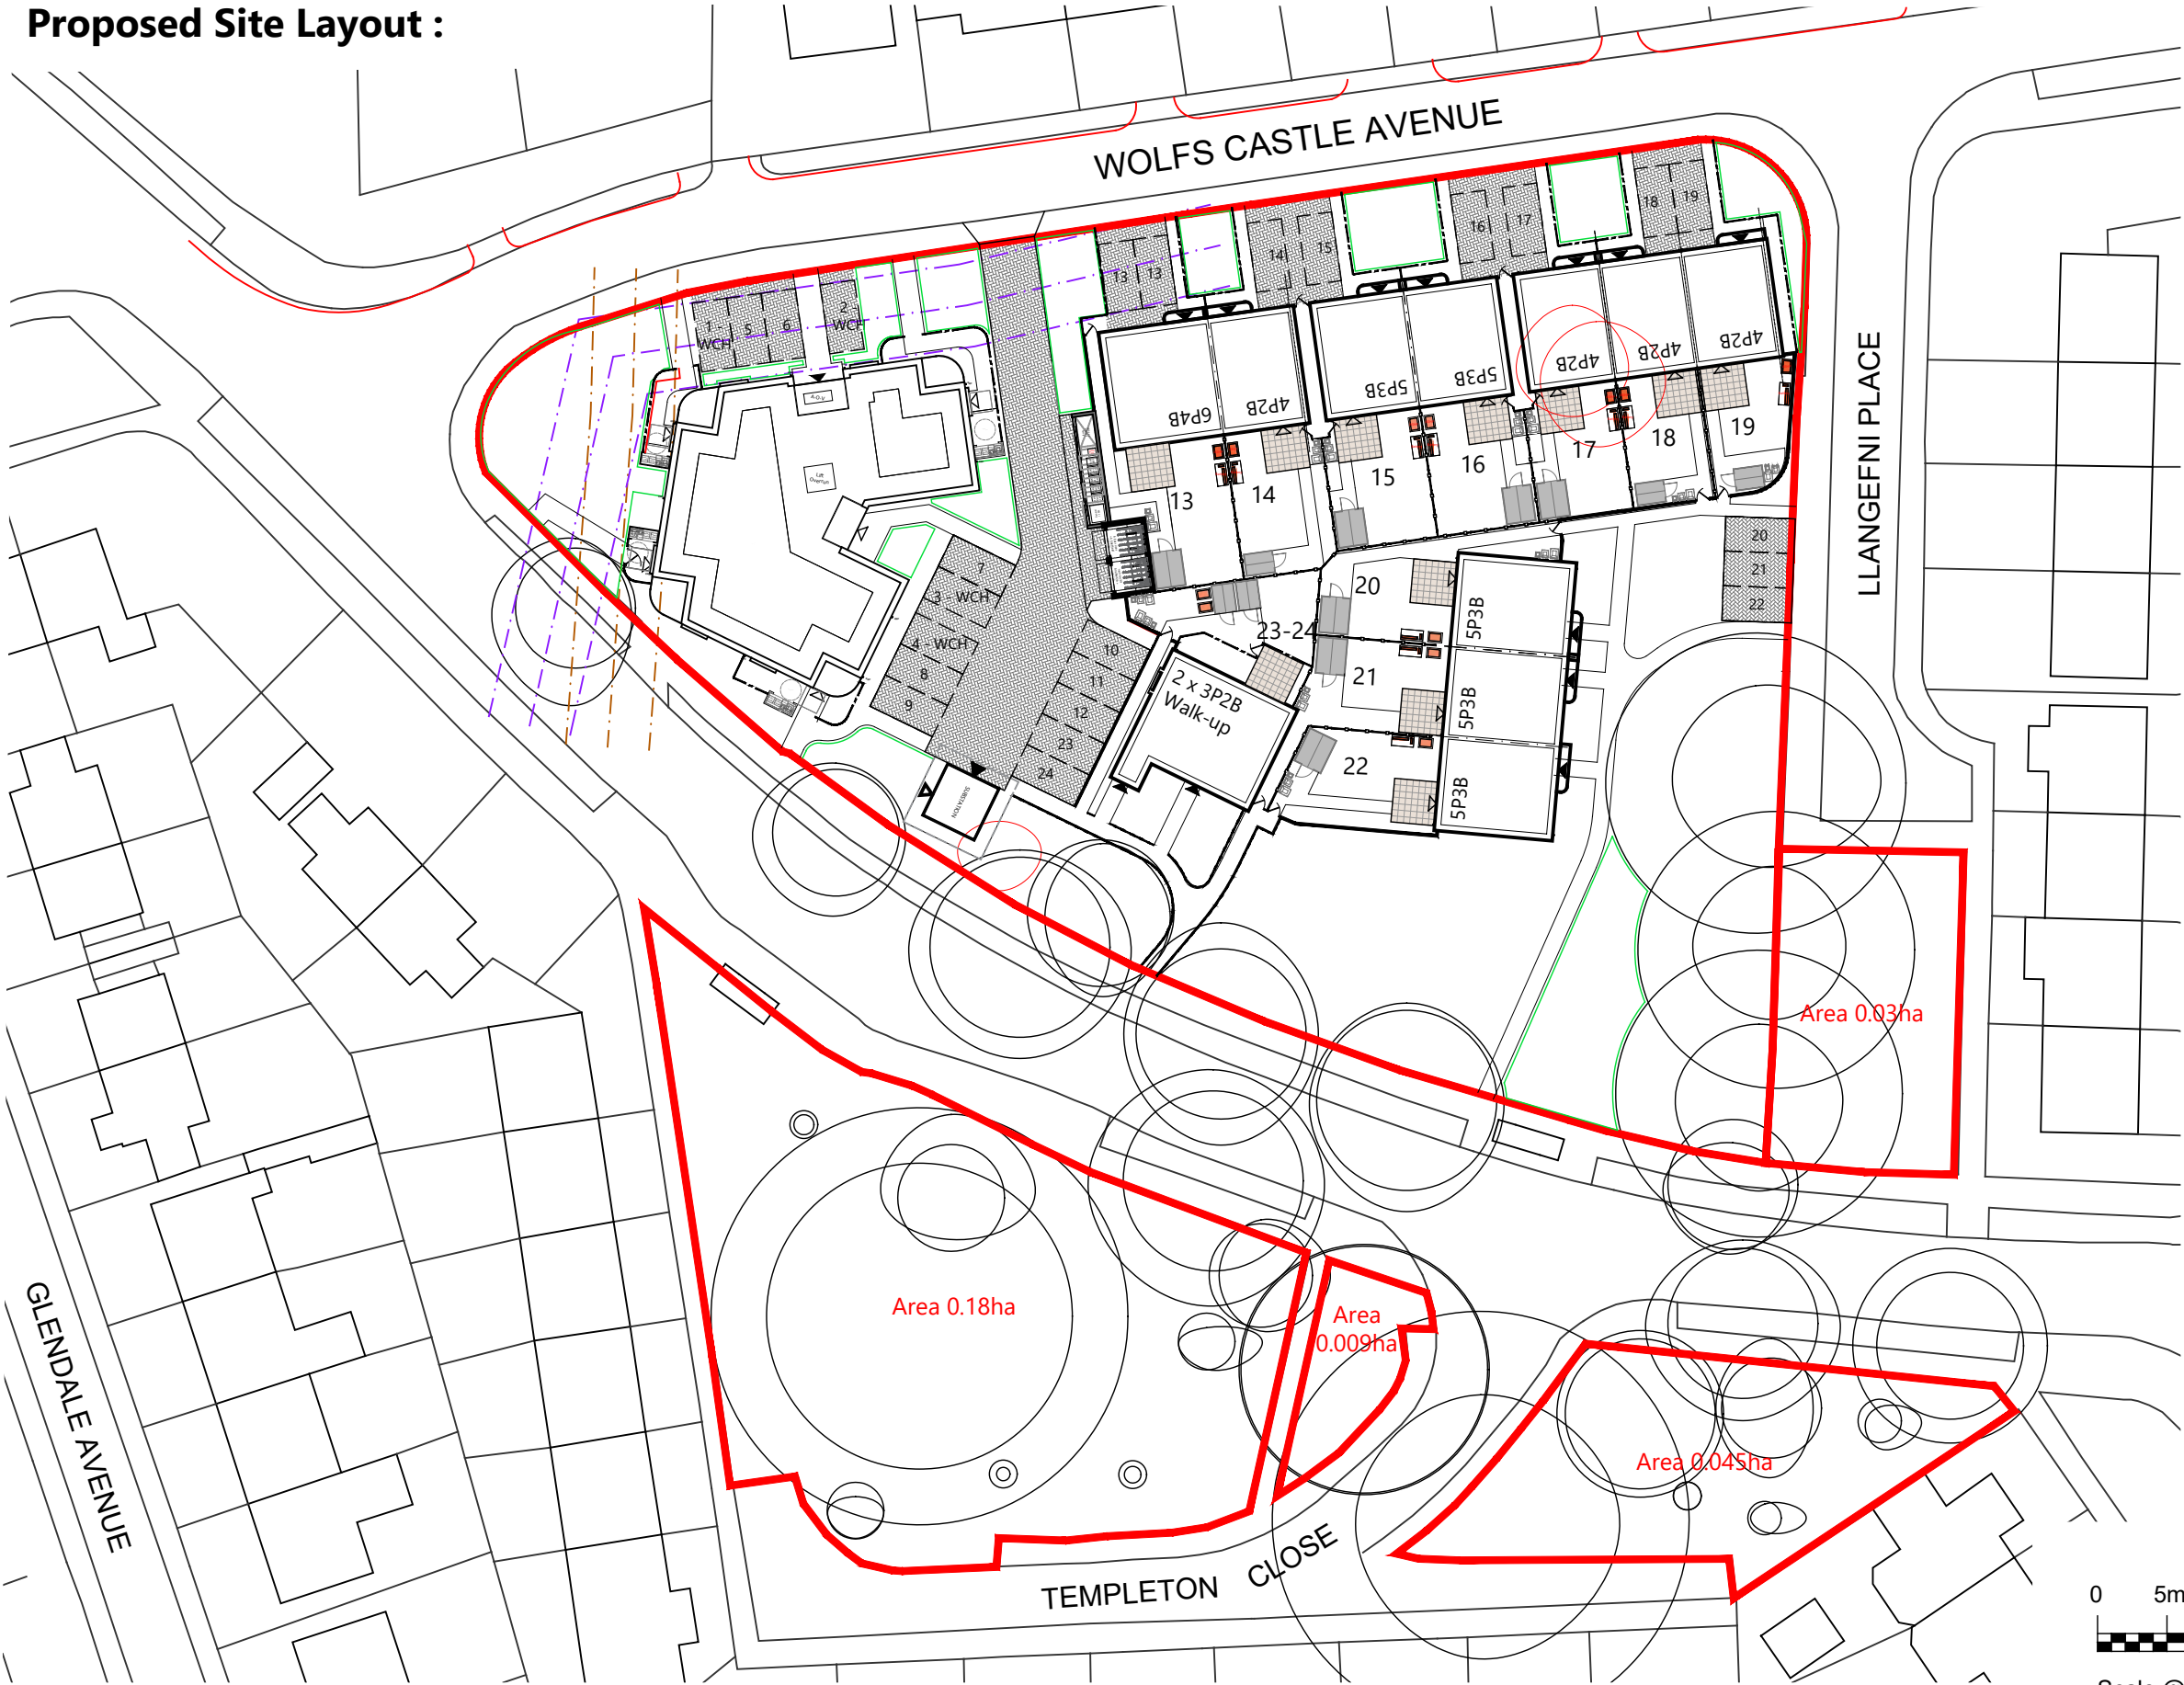 Proposed Site Layout :
WOLFS CASTLE AVENUE
LLANGEFNI PLACE
GLENDALE AVENUE
TEMPLETON CLOSE
1 -
WCH
5
6
2 -
WCH
13
13
14
15
16
17
18
19
6P4B
4P2B
5P3B
5P3B
4P2B
4P2B
4P2B
13
14
15
16
17
18
19
A.O.V
Lift
Overrun
7
3 - WCH
4 - WCH
8
9
10
11
12
23
24
SUBSTATION
2 x 3P2B
Walk-up
23-24
20
21
22
5P3B
5P3B
5P3B
20
21
22
Area 0.03ha
Area 0.18ha
Area
0.009ha
Area 0.045ha
0 5m